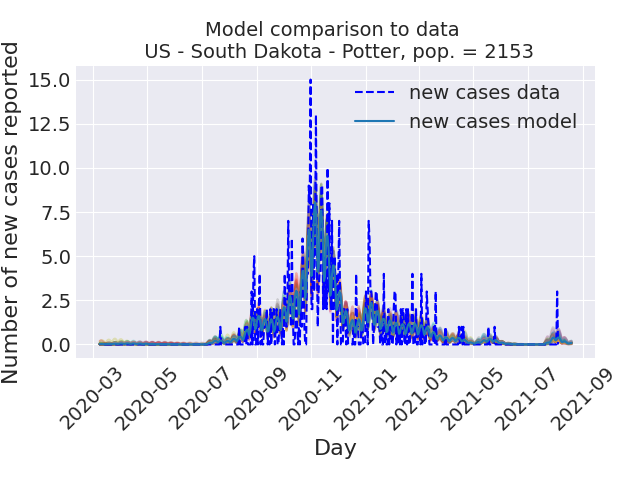 Model comparison to data
US - South Dakota - Potter, pop. = 2153
Number of new cases reported
15.0
12.5
10.0
7.5
5.0
2.5
0.0
new cases data
new cases model
2020-03
2020-05
2020-07
2020-09
2020-11
2021-01
2021-03
2021-05
2021-07
2021-09
Day